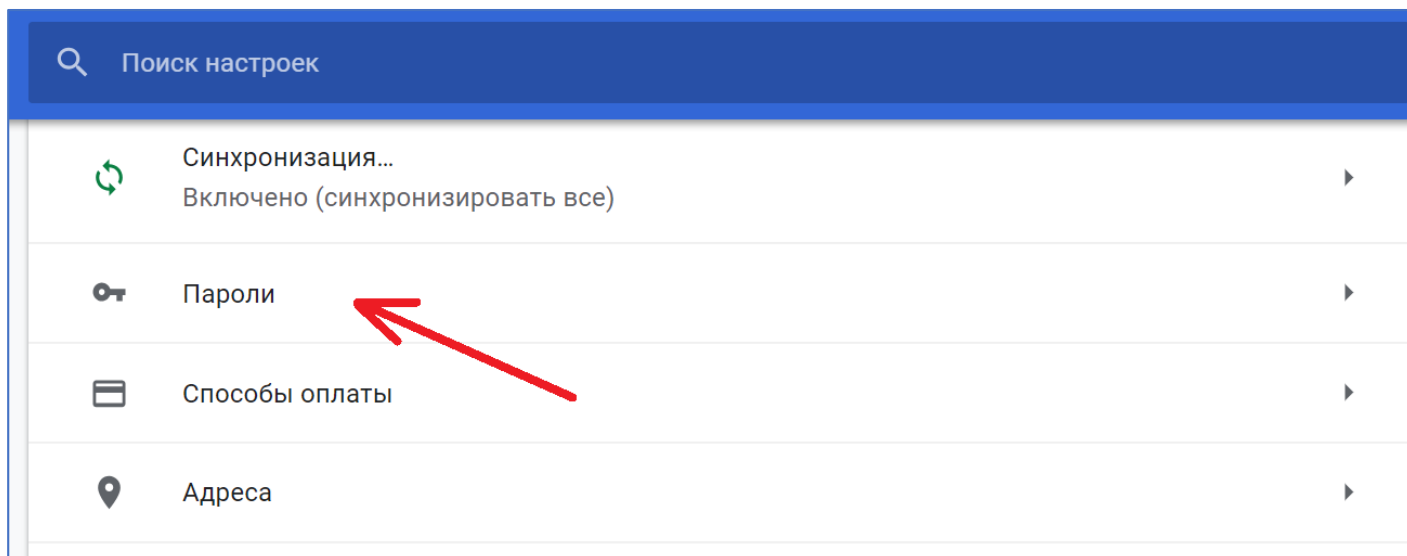 Поиск настроек
Синхронизация...
Включено (синхронизировать все)
Пароли
Способы оплаты
Адреса